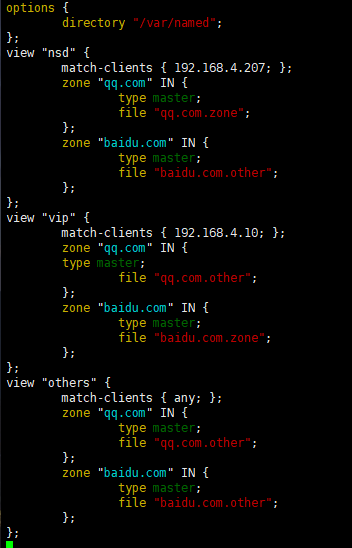 options {
        directory "/var/named";
};
view "nsd" {
        match-clients { 192.168.4.207; };
        zone "qq.com" IN {
                type master;
                file "qq.com.zone";
        };
        zone "baidu.com" IN {
                type master;
                file "baidu.com.other";
        };
};
view "vip" {
        match-clients { 192.168.4.10; };
        zone "qq.com" IN {
        type master;
                file "qq.com.other";
        };
        zone "baidu.com" IN {
                type master;
                file "baidu.com.zone";
        };
};
view "others" {
        match-clients { any; };
        zone "qq.com" IN {
                type master;
                file "qq.com.other";
        };
        zone "baidu.com" IN {
                type master;
                file "baidu.com.other";
        };
};